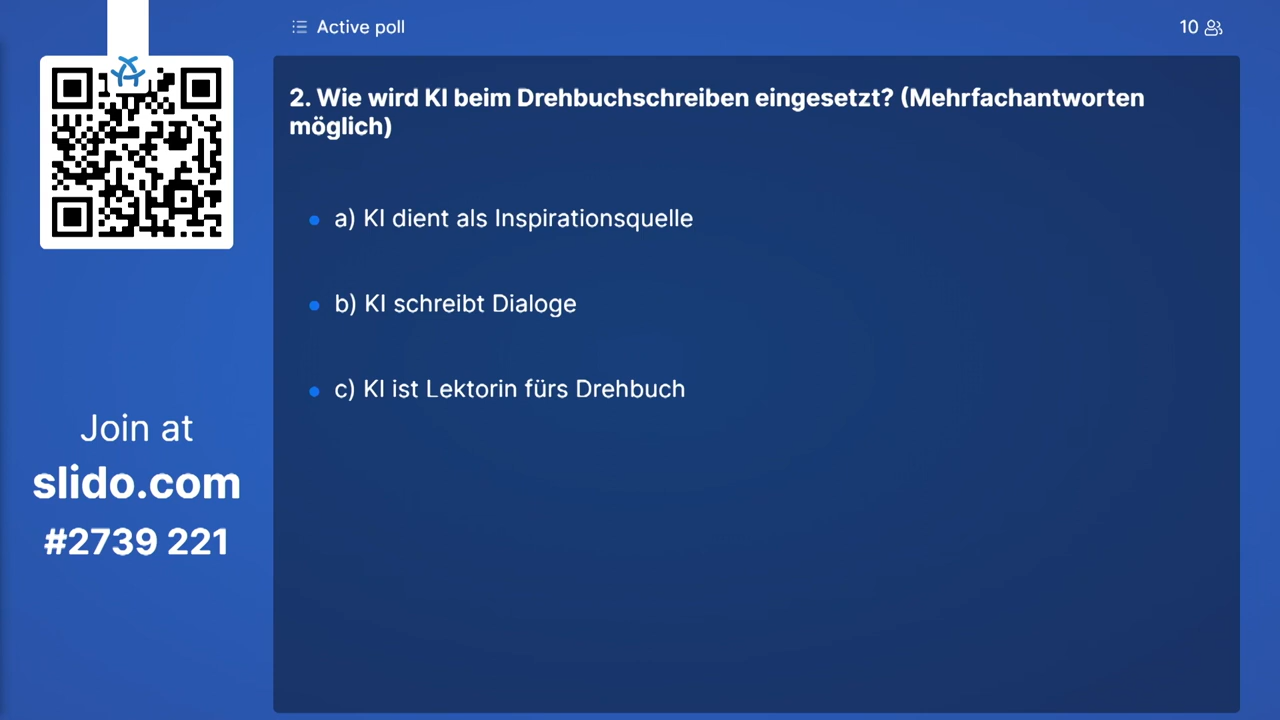 Active poll
10
2. Wie wird KI beim Drehbuchschreiben eingesetzt? (Mehrfachantworten
möglich)
a) KI dient als Inspirationsquelle
b) KI schreibt Dialoge
c) KI ist Lektorin fürs Drehbuch
Join at
slido.com
#2739 221